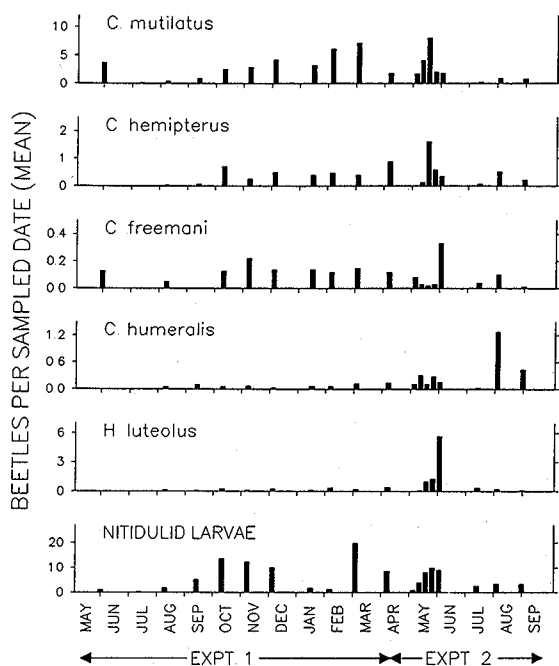 BEETLES PER SAMPLED DATE (MEAN)
C. mutilatus
10
5
0
C hemipterus
2
1
0
C freemani
0.4
0.2
0.0
C. humeralis
1.2
0.6
0.0
H luteolus
6
3
0
NITIDULID LARVAE
20
10
0
MAY JUN JUL AUG SEP OCT NOV DEC JAN FEB MAR APR MAY JUN JUL AUG SEP
EXPT. 1 EXPT 2